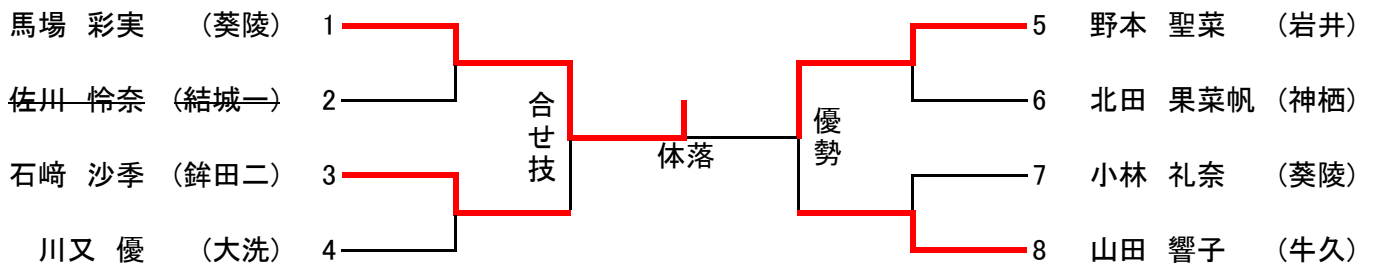 馬場 彩実 (葵陵) 1
佐川 怜奈 (結城一) 2
石﨑 沙季 (鉾田二) 3
川又 優 (大洗) 4
合せ技
体落
優勢
5 野本 聖菜 (岩井)
6 北田 果菜帆 (神栖)
7 小林 礼奈 (葵陵)
8 山田 響子 (牛久)